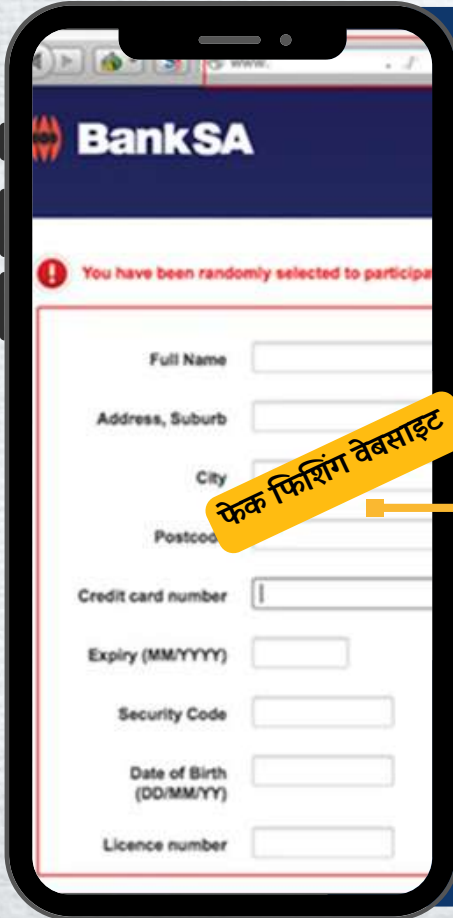 www.
BankSA
You have been randomly selected to participa
Full Name
Address, Suburb
City
फेक फिशिंग वेबसाइट
Postcod
Credit card number
Expiry (MM/YYYY)
Security Code
Date of Birth
(DD/MM/YY)
Licence number